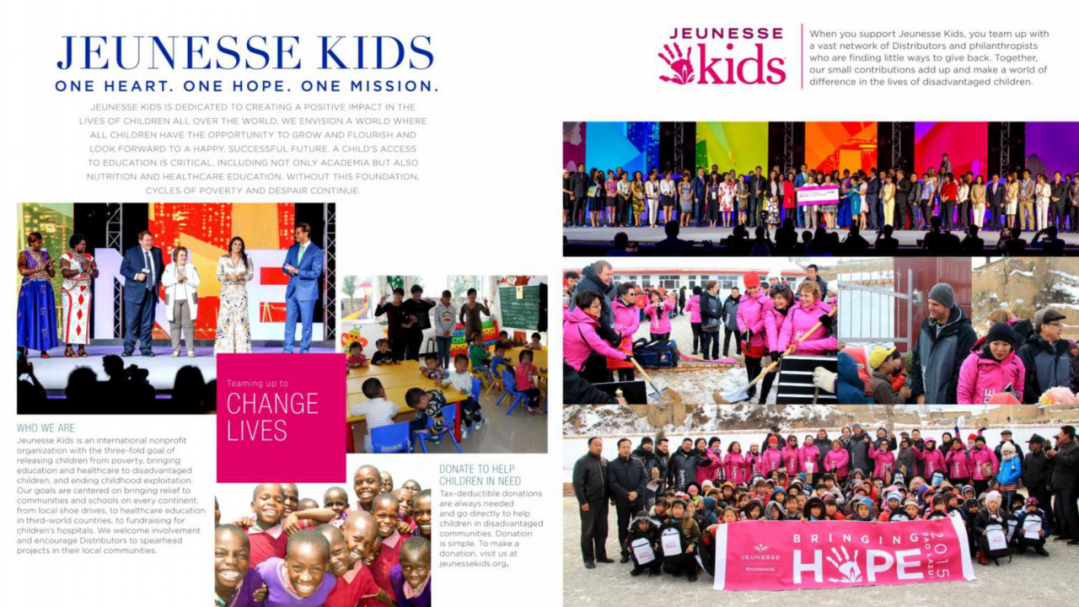 JEUNESSE KIDS
ONE HEART. ONE HOPE. ONE MISSION.
JEUNESSE KIDS IS DEDICATED TO CREATING A POSITIVE IMPACT IN THE
LIVES OF CHILDREN ALL OVER THE WORLD. WE ENVISION A WORLD WHERE
ALL CHILDREN HAVE THE OPPORTUNITY TO GROW AND FLOURISH AND
LOOK FORWARD TO A HAPPY, SUCCESSFUL FUTURE. A CHILD'S ACCESS
TO EDUCATION IS CRITICAL, INCLUDING NOT ONLY ACADEMIA BUT ALSO
NUTRITION AND HEALTHCARE EDUCATION. WITHOUT THIS FOUNDATION,
CYCLES OF POVERTY AND DESPAIR CONTINUE.
Teaming up to
CHANGE
LIVES
WHO WE ARE
Jeunesse Kids is an international nonprofit
organization with the three-fold goal of
releasing children from poverty, bringing
education and healthcare to disadvantaged
children, and ending childhood exploitation.
Our goals are centered on bringing relief to
communities and schools on every continent,
from local shoe drives, to healthcare education
in third-world countries, to fundraising for
children's hospitals. We welcome involvement
and encourage Distributors to spearhead
projects in their local communities.
DONATE TO HELP
CHILDREN IN NEED
Tax-deductible donations
are always needed
and go directly to help
children in disadvantaged
communities. Donation
is simple. To make a
donation, visit us at
jeunessekids.org.
JEUNESSE
kids
When you support Jeunesse Kids, you team up with
a vast network of Distributors and philanthropists
who are finding little ways to give back. Together,
our small contributions add up and make a world of
difference in the lives of disadvantaged children.
BRINGING
HOPE
JEUNESSE
2015